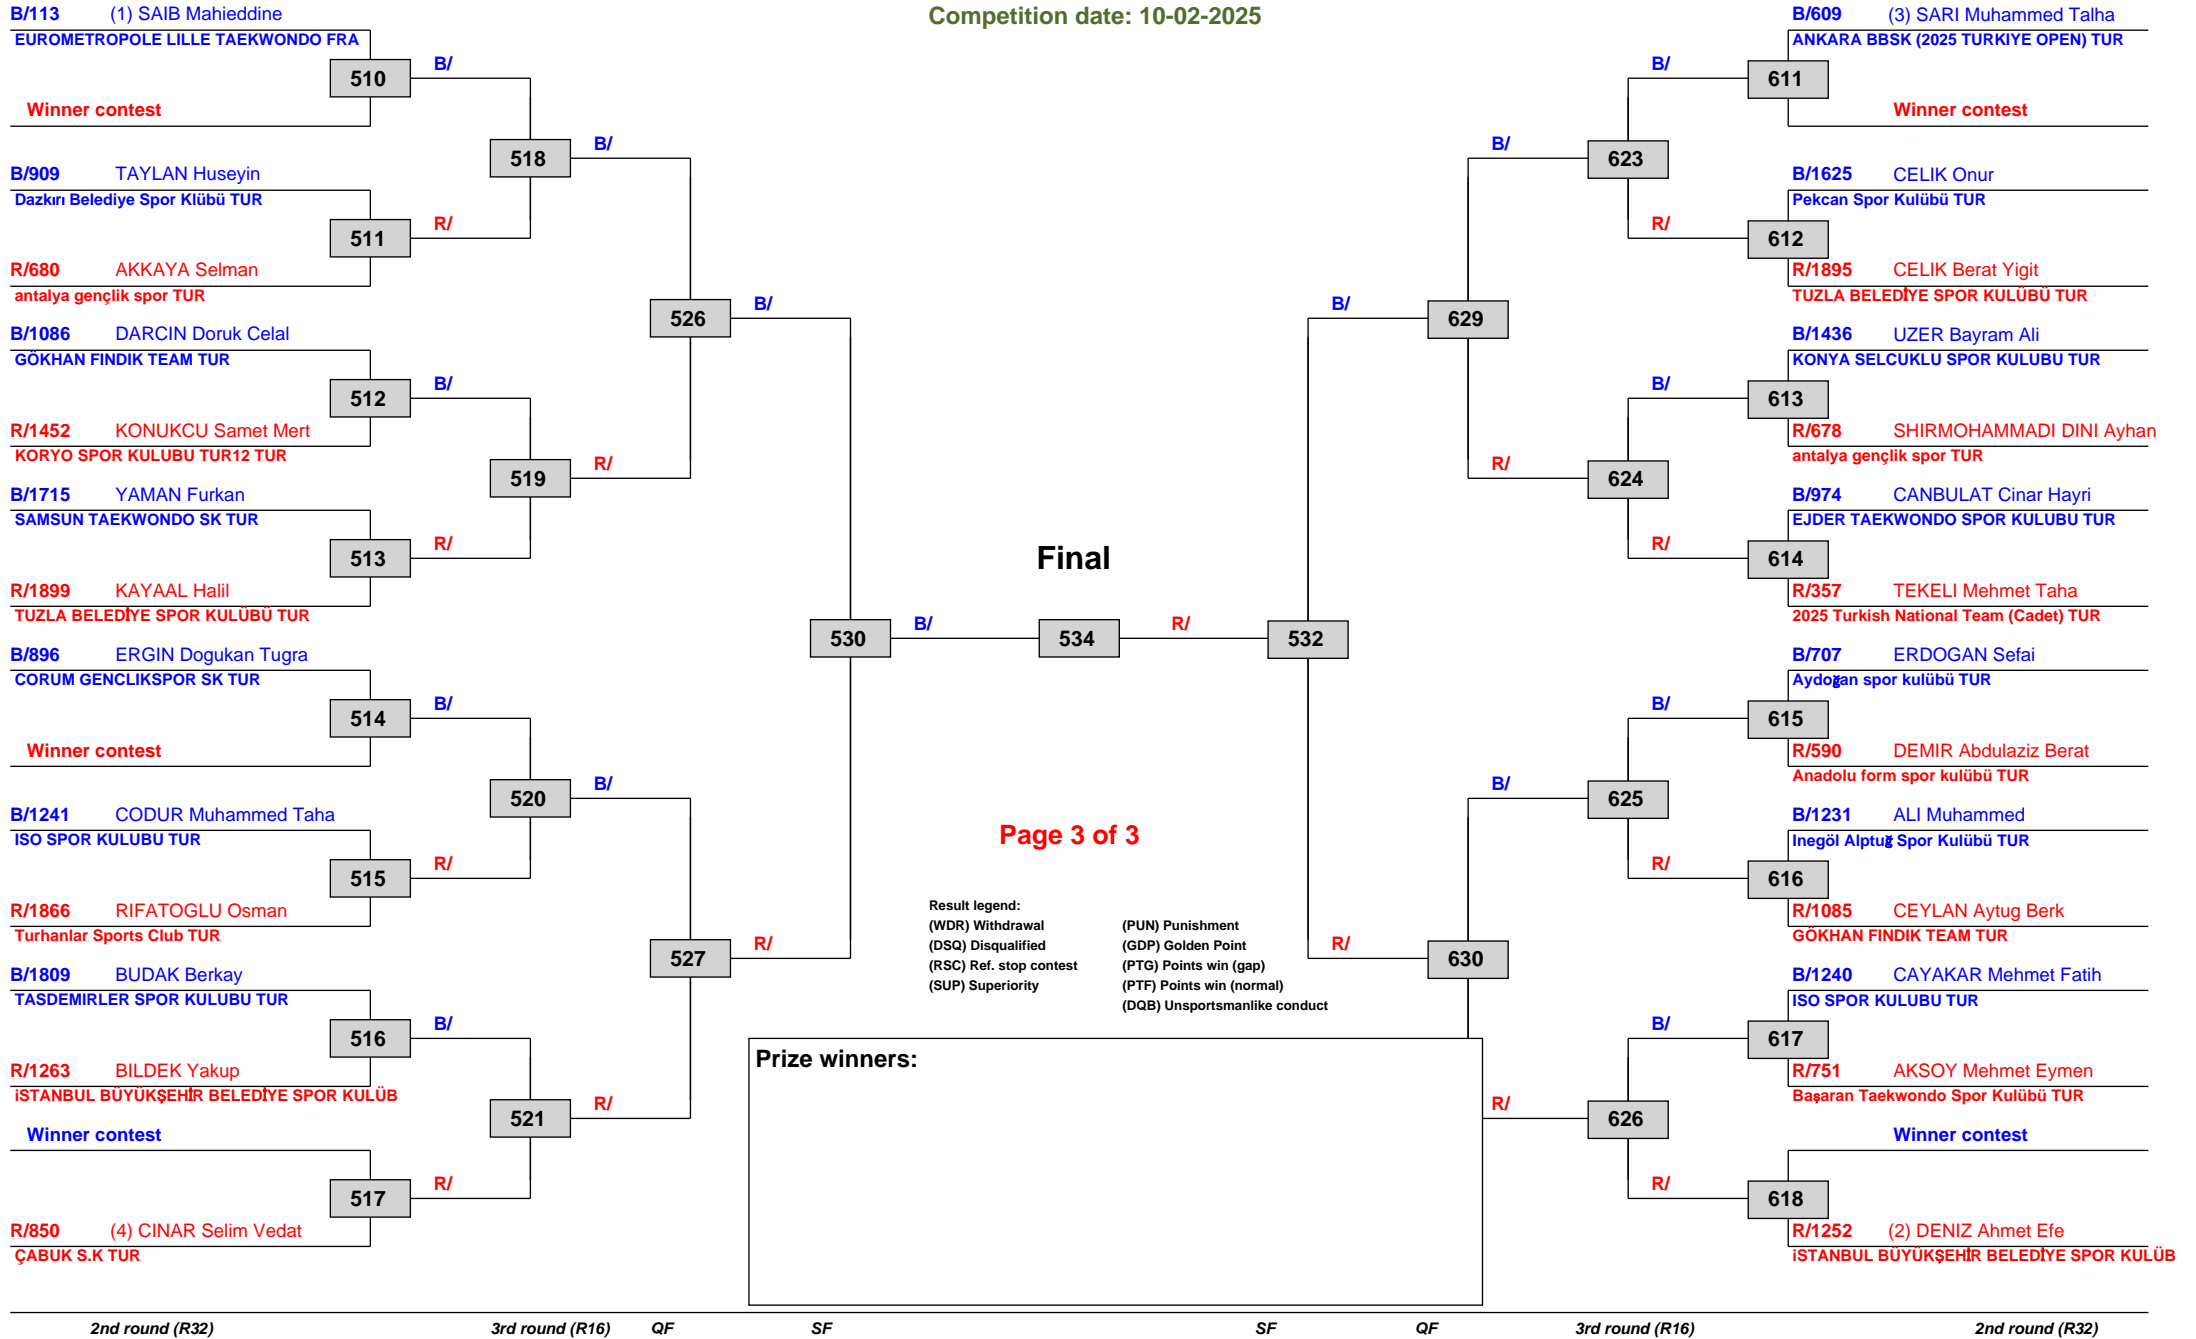 Competition date: 10-02-2025
B/113 (1) SAIB Mahieddine
EUROMETROPOLE LILLE TAEKWONDO FRA
510
B/
Winner contest
518
B/
B/909 TAYLAN Huseyin
Dazkırı Belediye Spor Klübü TUR
511
R/
R/680 AKKAYA Selman
antalya gençlik spor TUR
526
B/
B/1086 DARCIN Doruk Celal
GÖKHAN FINDIK TEAM TUR
512
B/
R/1452 KONUKCU Samet Mert
KORYO SPOR KULUBU TUR12 TUR
519
R/
B/1715 YAMAN Furkan
SAMSUN TAEKWONDO SK TUR
513
R/
R/1899 KAYAAL Halil
TUZLA BELEDİYE SPOR KULÜBÜ TUR
530
B/
B/896 ERGIN Dogukan Tugra
CORUM GENCLIKSPOR SK TUR
514
B/
Winner contest
520
B/
B/1241 CODUR Muhammed Taha
ISO SPOR KULUBU TUR
515
R/
R/1866 RIFATOGLU Osman
Turhanlar Sports Club TUR
527
R/
B/1809 BUDAK Berkay
TASDEMIRLER SPOR KULUBU TUR
516
B/
R/1263 BILDEK Yakup
iSTANBUL BÜYÜKŞEHİR BELEDİYE SPOR KULÜB
521
R/
Winner contest
517
R/
R/850 (4) CINAR Selim Vedat
ÇABUK S.K TUR
Final
534
R/
532
Page 3 of 3
Result legend:
(WDR) Withdrawal (PUN) Punishment
(DSQ) Disqualified (GDP) Golden Point
(RSC) Ref. stop contest (PTG) Points win (gap)
(SUP) Superiority (PTF) Points win (normal)
(DQB) Unsportsmanlike conduct
Prize winners:
B/609 (3) SARI Muhammed Talha
ANKARA BBSK (2025 TURKIYE OPEN) TUR
B/
611
Winner contest
B/
623
B/1625 CELIK Onur
Pekcan Spor Kulübü TUR
R/
612
R/1895 CELIK Berat Yigit
TUZLA BELEDİYE SPOR KULÜBÜ TUR
B/
629
B/1436 UZER Bayram Ali
KONYA SELCUKLU SPOR KULUBU TUR
B/
613
R/678 SHIRMOHAMMADI DINI Ayhan
antalya gençlik spor TUR
R/
624
B/974 CANBULAT Cinar Hayri
EJDER TAEKWONDO SPOR KULUBU TUR
R/
614
R/357 TEKELI Mehmet Taha
2025 Turkish National Team (Cadet) TUR
B/707 ERDOGAN Sefai
Aydoğan spor kulübü TUR
B/
615
R/590 DEMIR Abdulaziz Berat
Anadolu form spor kulübü TUR
B/
625
B/1231 ALI Muhammed
Inegöl Alptuğ Spor Kulübü TUR
R/
616
R/1085 CEYLAN Aytug Berk
GÖKHAN FINDIK TEAM TUR
R/
630
B/1240 CAYAKAR Mehmet Fatih
ISO SPOR KULUBU TUR
B/
617
R/751 AKSOY Mehmet Eymen
Başaran Taekwondo Spor Kulübü TUR
R/
626
Winner contest
R/
618
R/1252 (2) DENIZ Ahmet Efe
iSTANBUL BÜYÜKŞEHİR BELEDİYE SPOR KULÜB
2nd round (R32) 3rd round (R16) QF SF SF QF 3rd round (R16) 2nd round (R32)